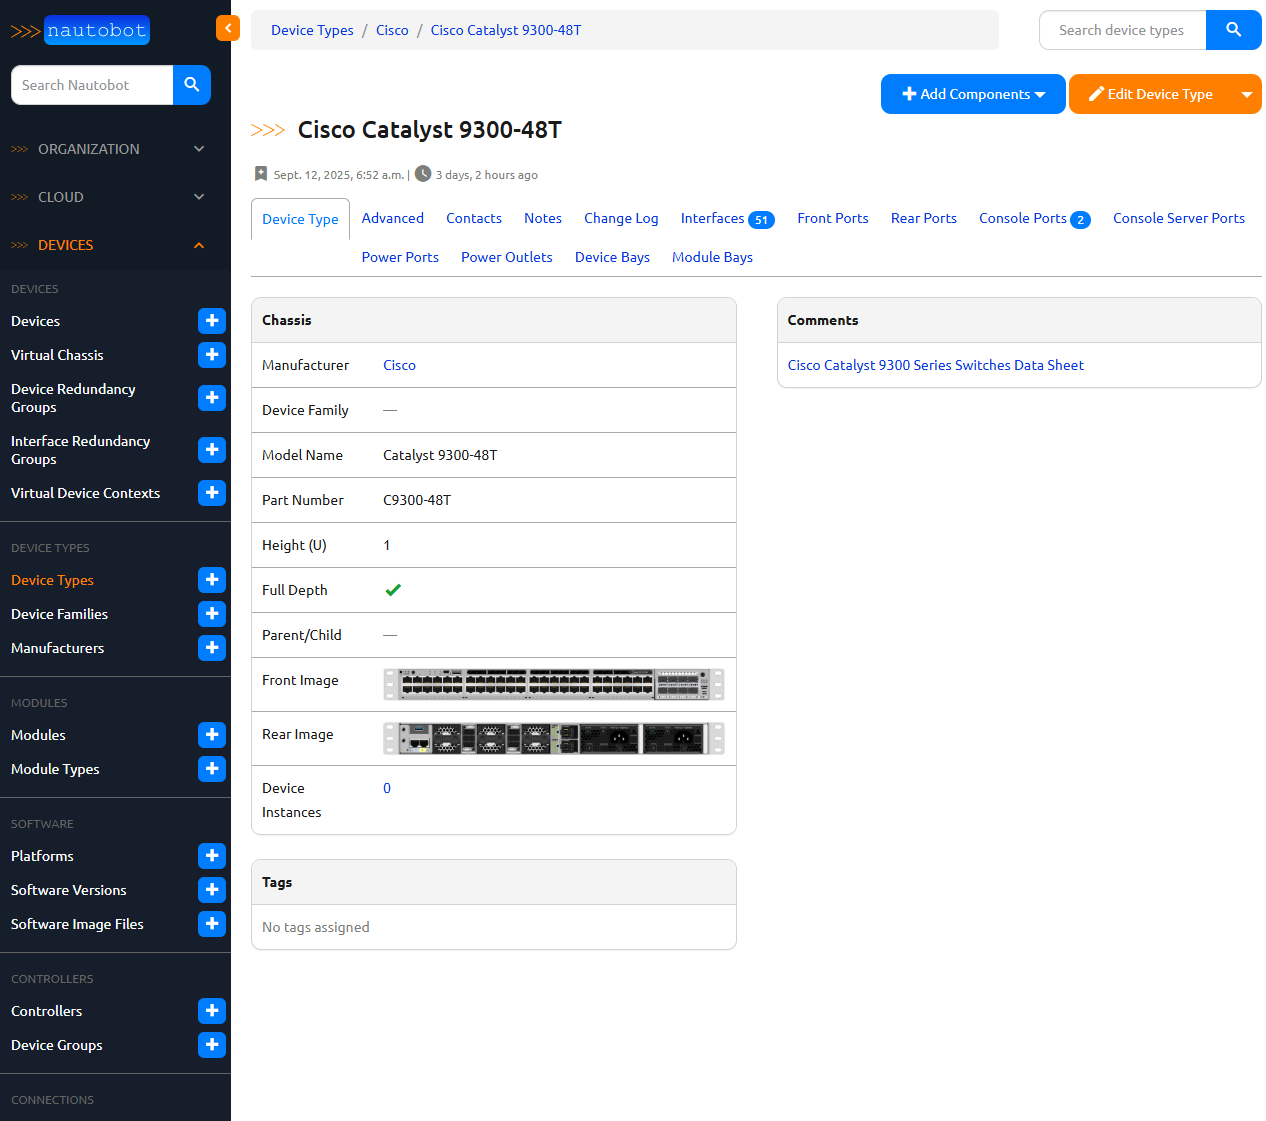 >>> nautobot
Search Nautobot
>>> ORGANIZATION
>>> CLOUD
>>> DEVICES
DEVICES
Devices
Virtual Chassis
Device Redundancy
Groups
Interface Redundancy
Groups
Virtual Device Contexts
DEVICE TYPES
Device Types
Device Families
Manufacturers
MODULES
Modules
Module Types
SOFTWARE
Platforms
Software Versions
Software Image Files
CONTROLLERS
Controllers
Device Groups
CONNECTIONS
Device Types / Cisco / Cisco Catalyst 9300-48T
Search device types
Add Components
Edit Device Type
>>> Cisco Catalyst 9300-48T
Sept. 12, 2025, 6:52 a.m. | 3 days, 2 hours ago
Device Type Advanced Contacts Notes Change Log Interfaces 51 Front Ports Rear Ports Console Ports 2 Console Server Ports
Power Ports Power Outlets Device Bays Module Bays
Chassis
Manufacturer Cisco
Device Family —
Model Name Catalyst 9300-48T
Part Number C9300-48T
Height (U) 1
Full Depth
Parent/Child —
Front Image
Rear Image
Device
Instances
0
Tags
No tags assigned
Comments
Cisco Catalyst 9300 Series Switches Data Sheet